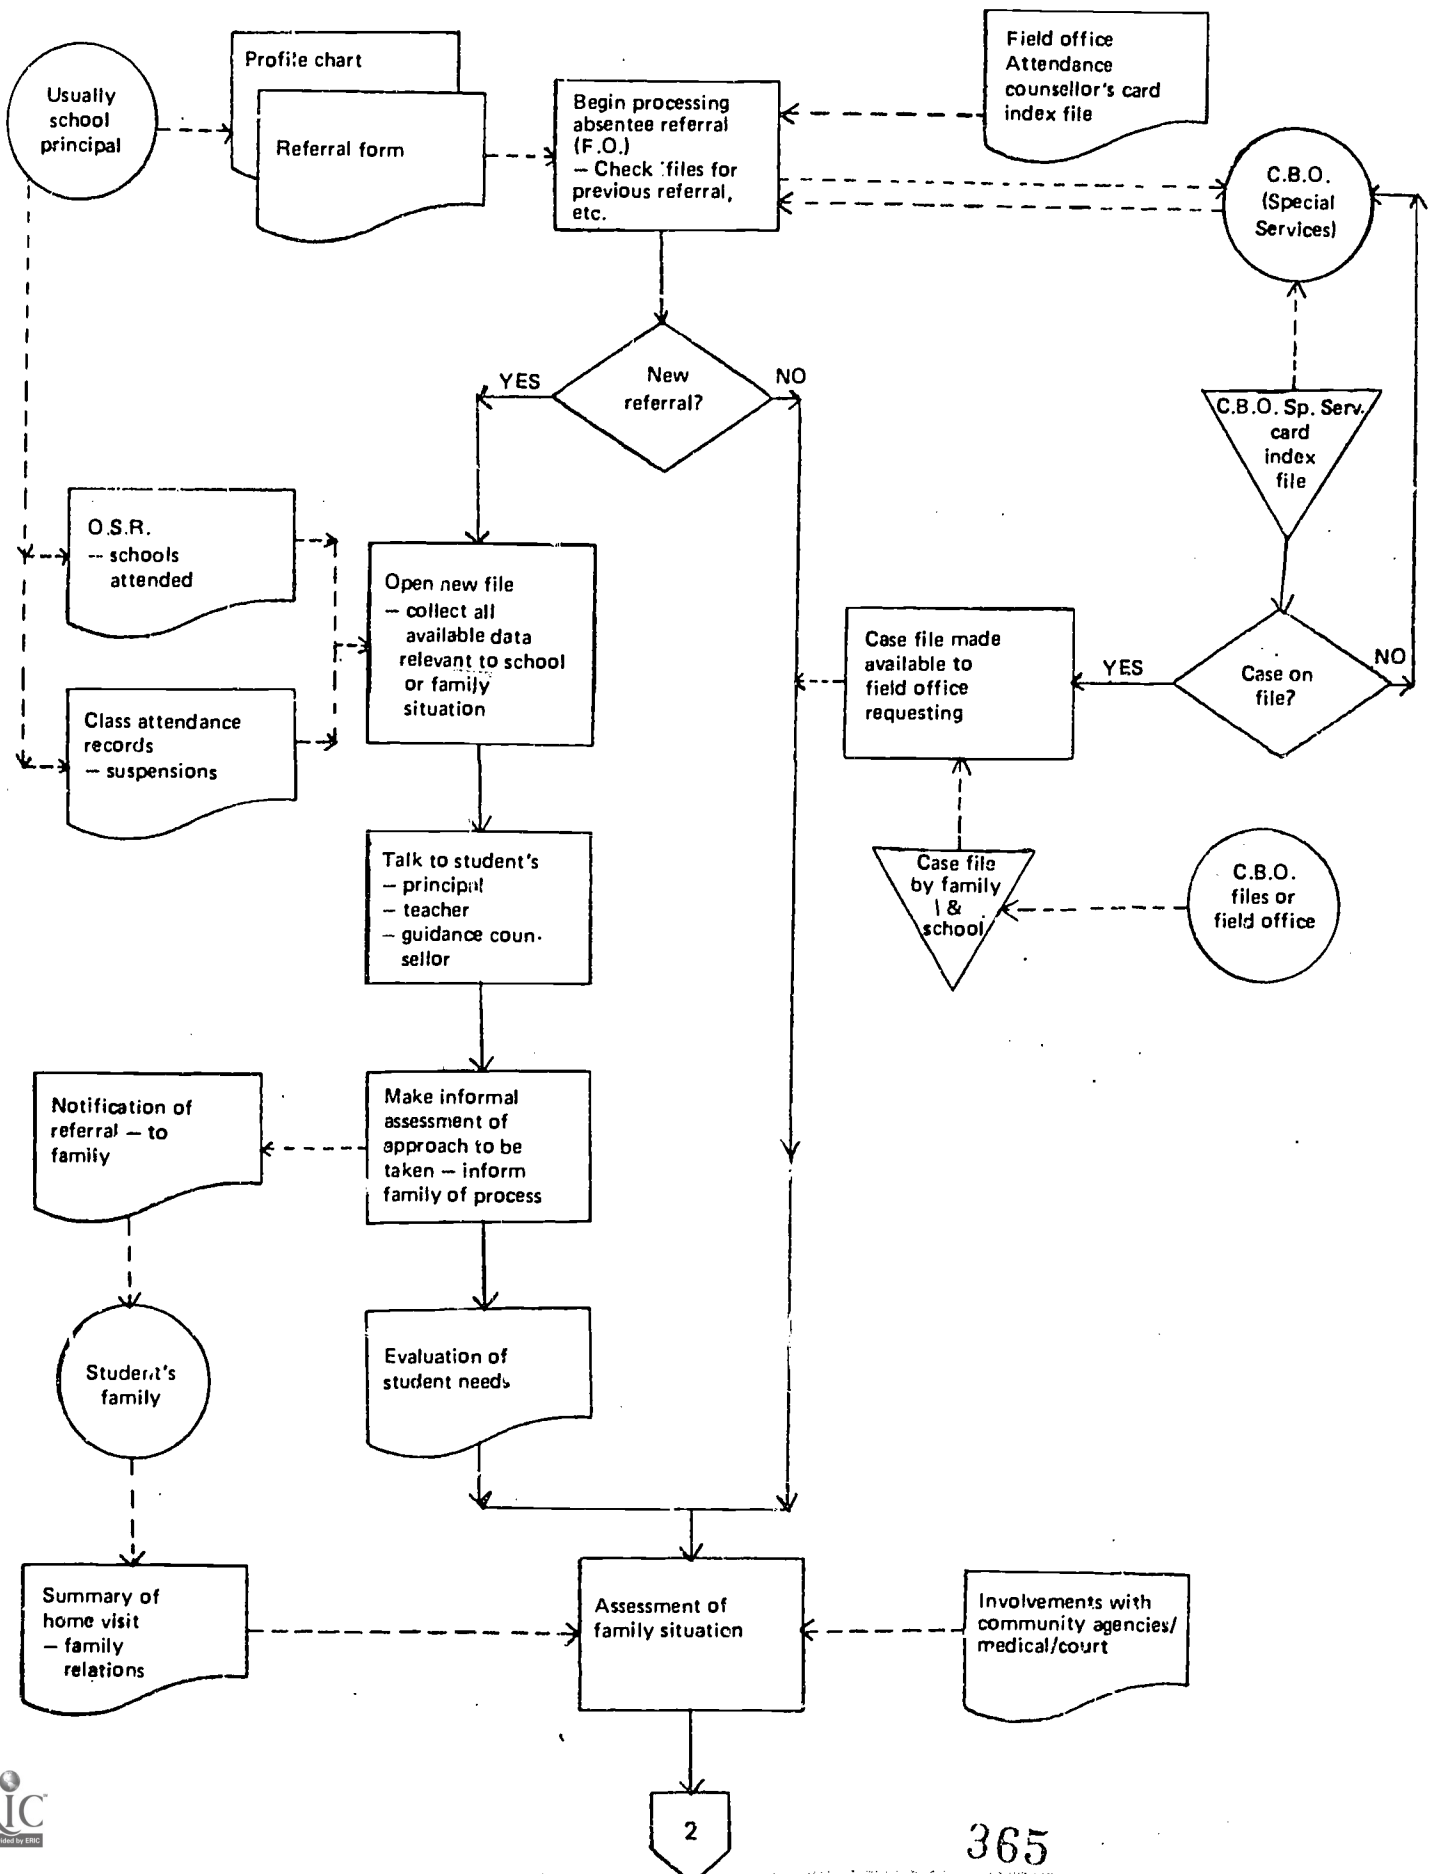 Usually
school
principal
Profile chart
Referral form
Begin processing
absentee referral
(F.O.)
— Check files for
previous referral,
etc.
Field office
Attendance
counsellor's card
index file
C.B.O.
(Special
Services)
New
referral?
YES
NO
C.B.O. Sp. Serv.
card
index
file
O.S.R.
— schools
attended
Open new file
— collect all
available data
relevant to school
or family
situation
Case file made
available to
field office
requesting
YES
Case on
file?
NO
Class attendance
records
— suspensions
Talk to student's
— principal
— teacher
— guidance coun-
sellor
Case file
by family
&
school
C.B.O.
files or
field office
Notification of
referral — to
family
Make informal
assessment of
approach to be
taken — inform
family of process
Student's
family
Evaluation of
student needs
Summary of
home visit
— family
relations
Assessment of
family situation
Involvements with
community agencies/
medical/court
2
365